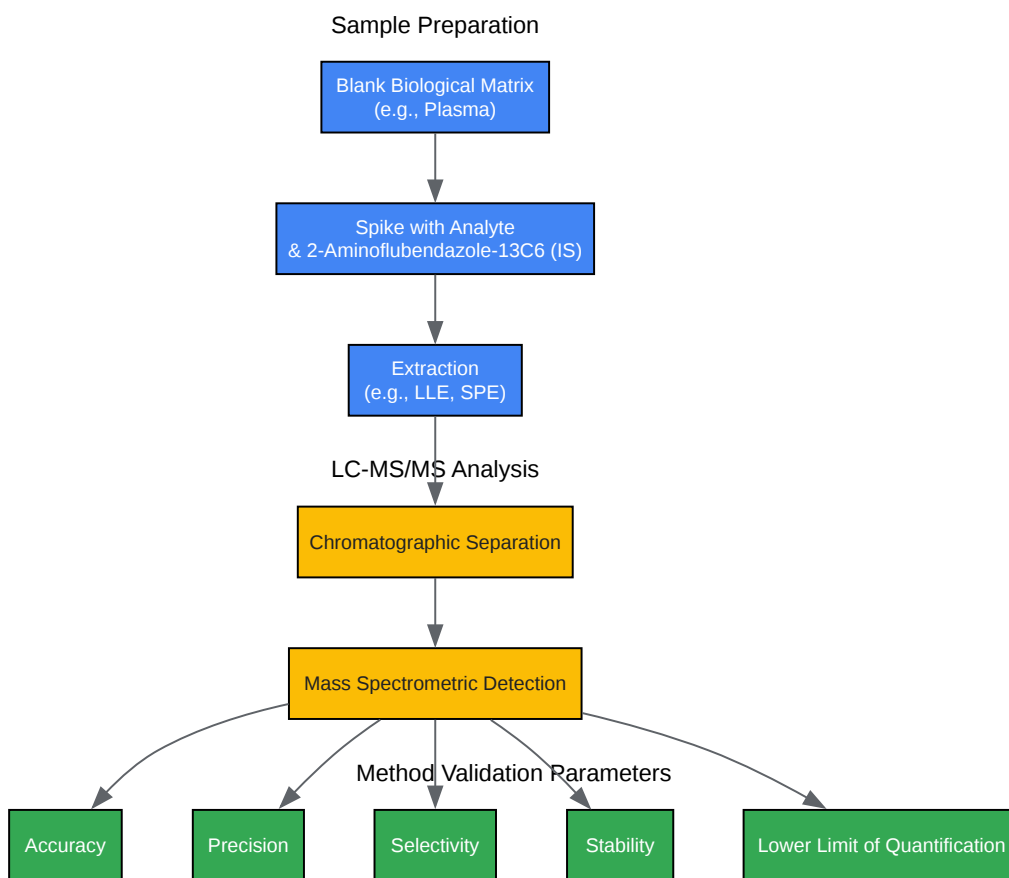 Sample Preparation
Blank Biological Matrix
(e.g., Plasma)
Spike with Analyte
& 2-Aminoflubendazole-13C6 (IS)
Extraction
(e.g., LLE, SPE)
LC-MS/MS Analysis
Chromatographic Separation
Mass Spectrometric Detection
Method Validation Parameters
Accuracy
Precision
Selectivity
Stability
Lower Limit of Quantification